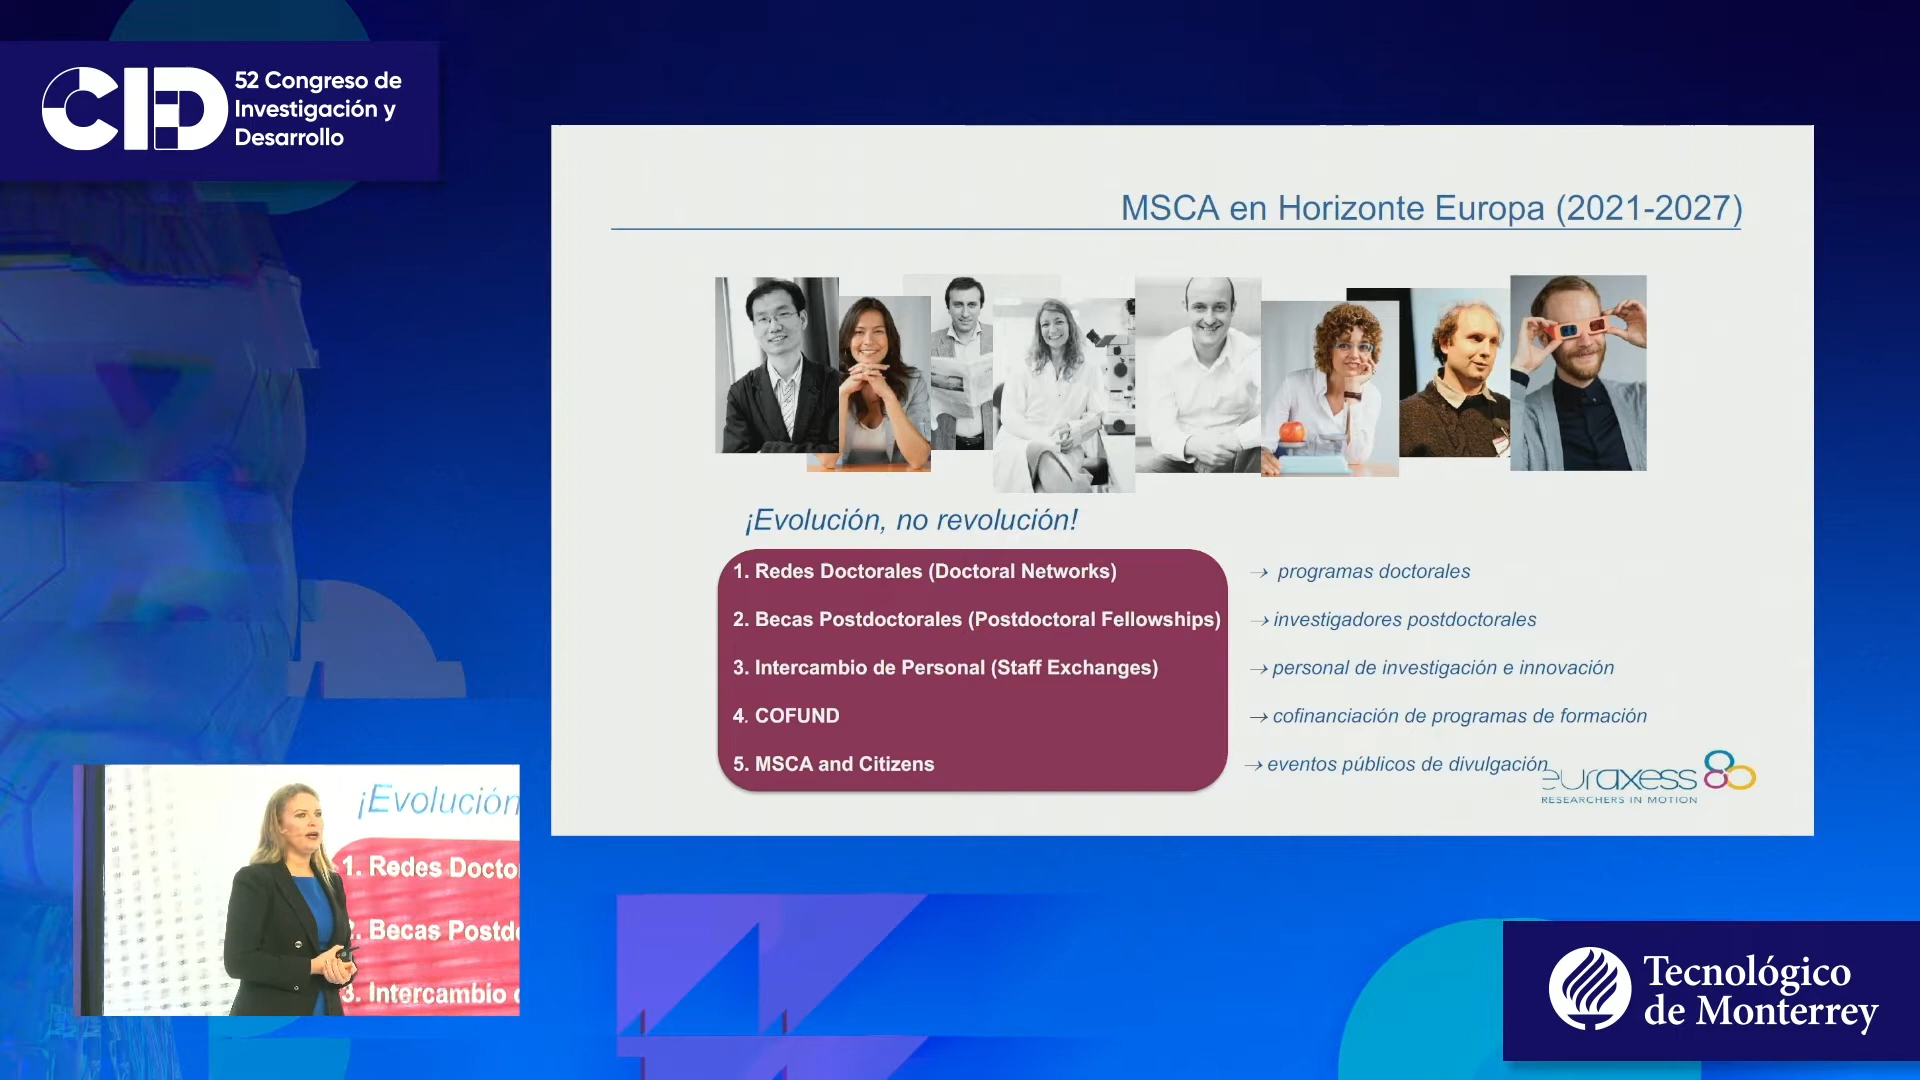 CID
52 Congreso de
Investigación y
Desarrollo
MSCA en Horizonte Europa (2021-2027)
¡Evolución, no revolución!
1. Redes Doctorales (Doctoral Networks)
→ programas doctorales
2. Becas Postdoctorales (Postdoctoral Fellowships)
→ investigadores postdoctorales
3. Intercambio de Personal (Staff Exchanges)
→ personal de investigación e innovación
4. COFUND
→ cofinanciación de programas de formación
5. MSCA and Citizens
→ eventos públicos de divulgación
euraxess
RESEARCHERS IN MOTION
¡Evolución
1. Redes Docto
2. Becas Postdo
3. Intercambio
Tecnológico
de Monterrey